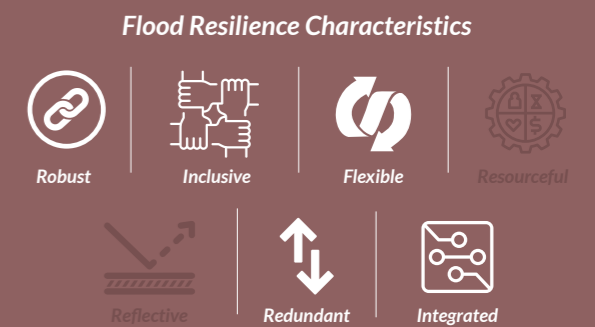 Flood Resilience Characteristics
Robust
Inclusive
Flexible
Resourceful
Reflective
Redundant
Integrated